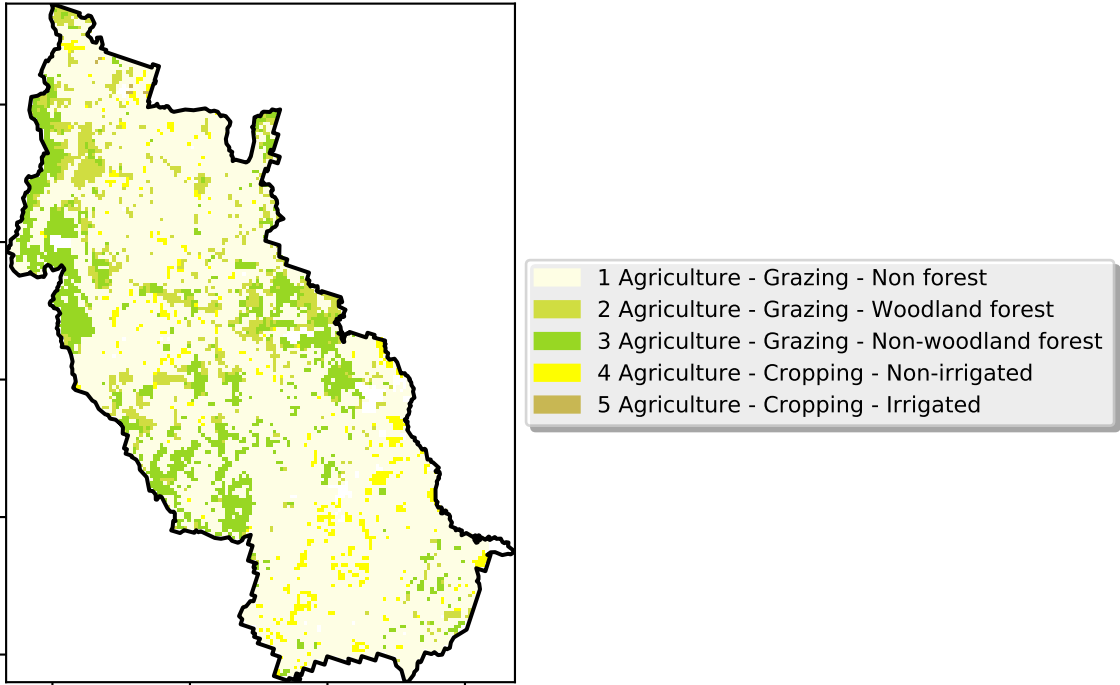 1 Agriculture - Grazing - Non forest
2 Agriculture - Grazing - Woodland forest
3 Agriculture - Grazing - Non-woodland forest
4 Agriculture - Cropping - Non-irrigated
5 Agriculture - Cropping - Irrigated